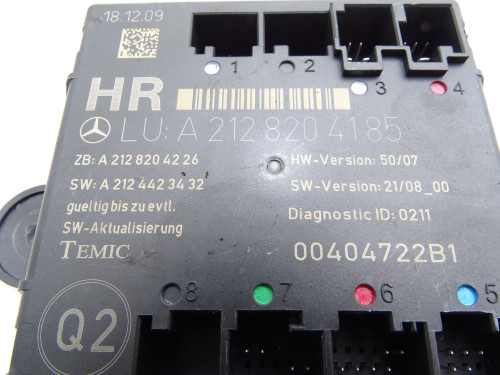 18.12.09
1 2
3 4
HR
LU: A 212 820 41 85
ZB: A 212 820 42 26 HW-Version: 50/07
SW: A 212 442 34 32 SW-Version: 21/08_00
gueltig bis zu evtl. Diagnostic ID: 0211
SW-Aktualisierung
TEMIC 00404722B1
8 7 6 5
Q2